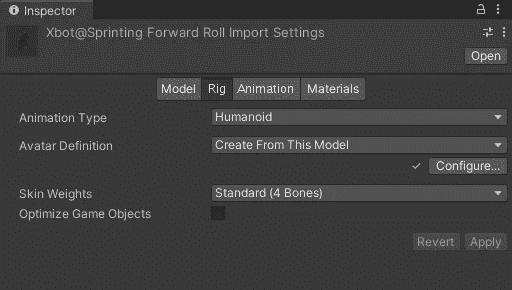 Inspector
Xbot@Sprinting Forward Roll Import Settings
Open
Model Rig Animation Materials
Animation Type Humanoid
Avatar Definition Create From This Model
Configure...
Skin Weights Standard (4 Bones)
Optimize Game Objects
Revert Apply